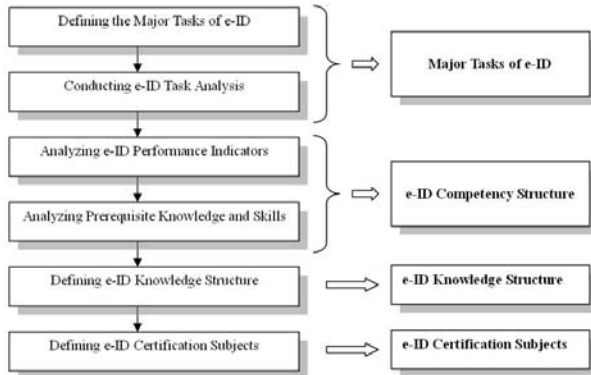 Defining the Major Tasks of e-ID
Conducting e-ID Task Analysis
Major Tasks of e-ID
Analyzing e-ID Performance Indicators
Analyzing Prerequisite Knowledge and Skills
e-ID Competency Structure
Defining e-ID Knowledge Structure
e-ID Knowledge Structure
Defining e-ID Certification Subjects
e-ID Certification Subjects